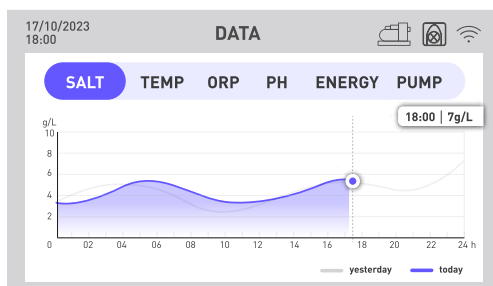 17/10/2023
18:00
DATA
SALT TEMP ORP PH ENERGY PUMP
18:00 | 7g/L
g/L
10
8
6
4
2
0 02 04 06 08 10 12 14 16 18 20 22 24 h
yesterday today